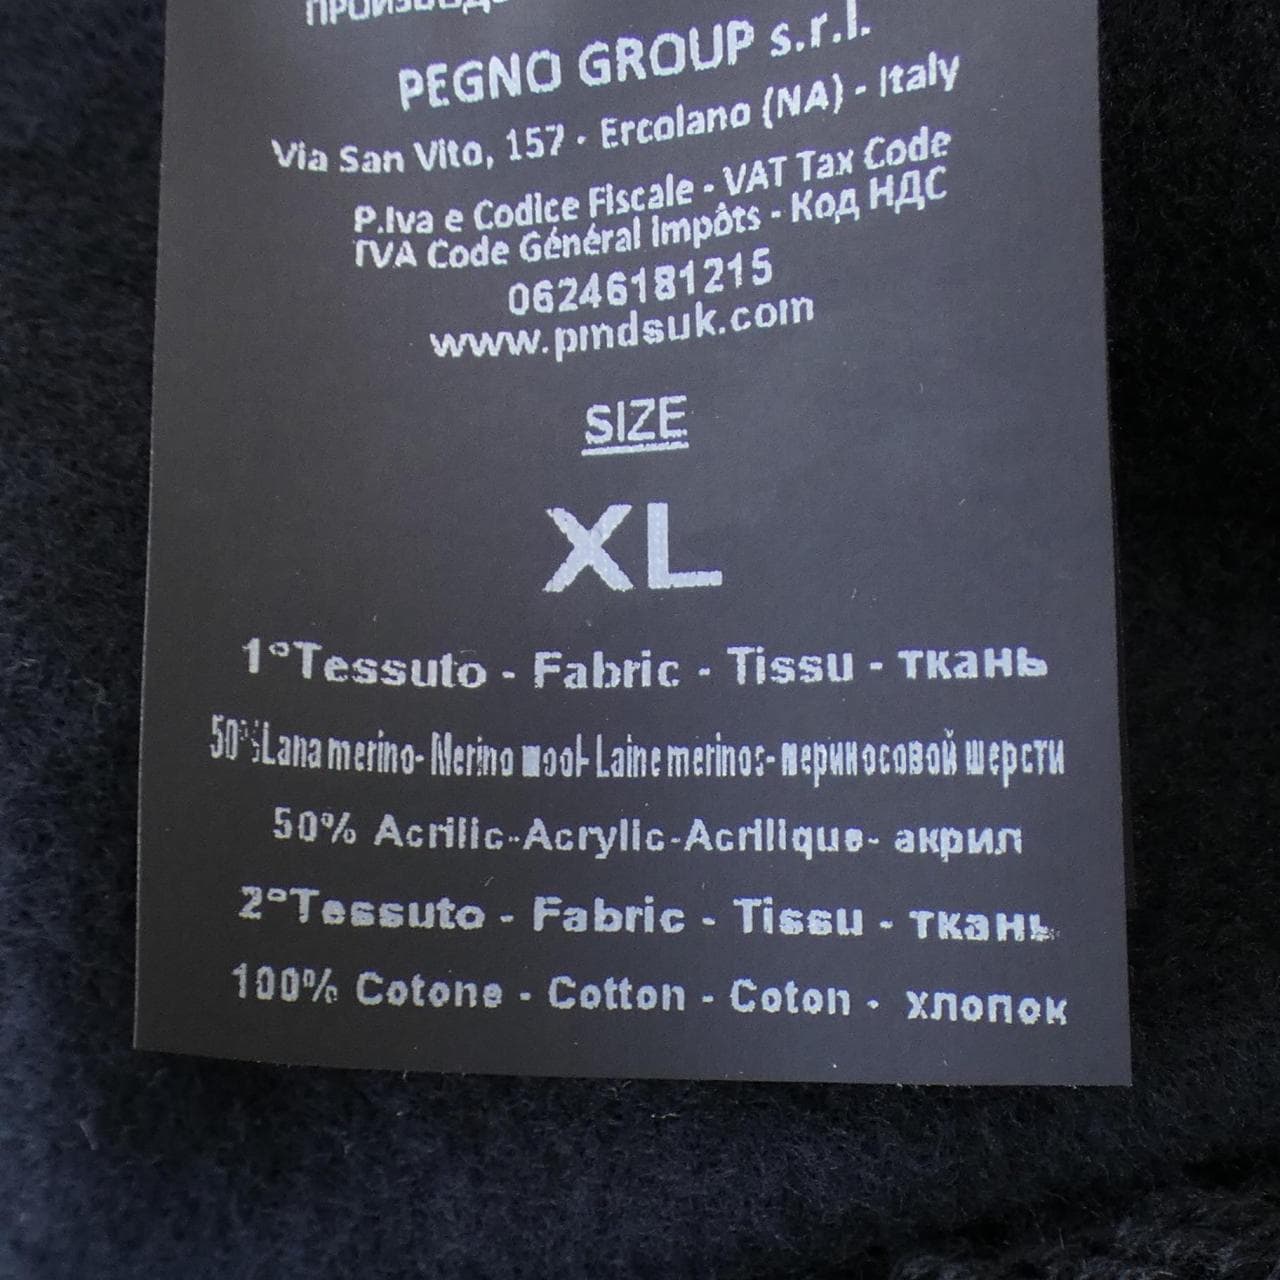 PEGNO GROUP s.r.l.
Via San Vito, 157 - Ercolano (NA) - Italy
P.Iva e Codice Fiscale - VAT Tax Code
IVA Code Général Impôts - Код НДС
06246181215
www.pmdsuk.com
SIZE
XL
1°Tessuto - Fabric - Tissu - ткань
50%Lana merino- Merino wool- Laine merinos- мериносовой шерсти
50% Acrilic-Acrylic-Acrilique- акрил
2°Tessuto - Fabric - Tissu - ткань
100% Cotone - Cotton - Coton - хлопок